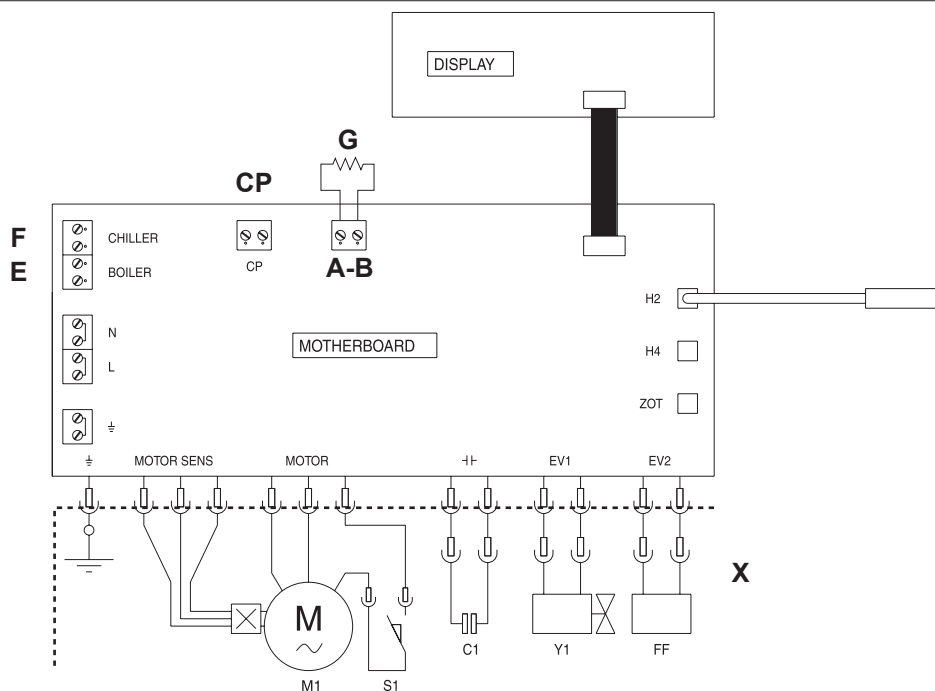 DISPLAY
G
CP
F
CHILLER
E
BOILER
CP
A-B
H2
N
MOTHERBOARD
H4
L
ZOT
MOTOR SENS
MOTOR
EV1
EV2
X
M
C1
Y1
FF
M1
S1